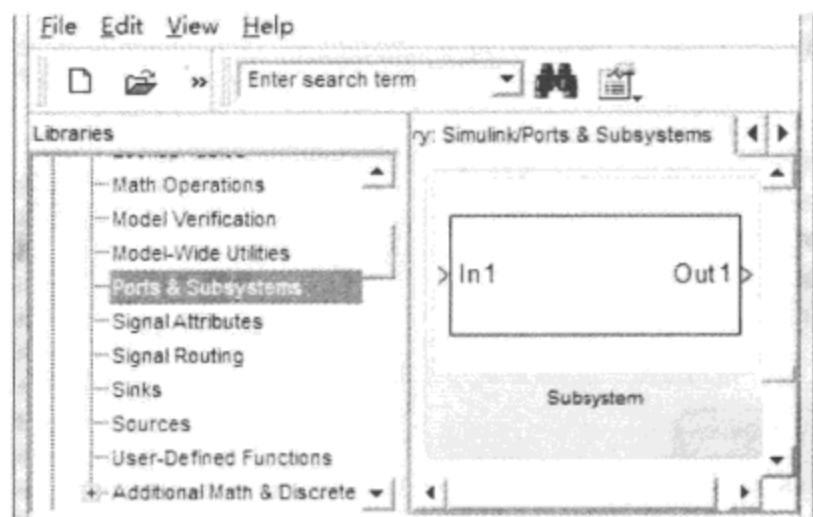 File Edit View Help
» Enter search term
Libraries
ry: Simulink/Ports & Subsystems
Math Operations
Model Verification
Model-Wide Utilities
Ports & Subsystems
Signal Attributes
Signal Routing
Sinks
Sources
User-Defined Functions
Additional Math & Discrete
In1
Out1
Subsystem